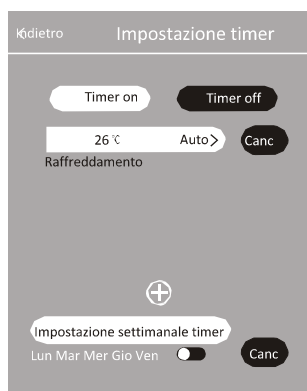 Indietro Impostazione timer
Timer on Timer off
26 ℃ Auto> Canc
Raffreddamento
Impostazione settimanale timer
Lun Mar Mer Gio Ven Canc